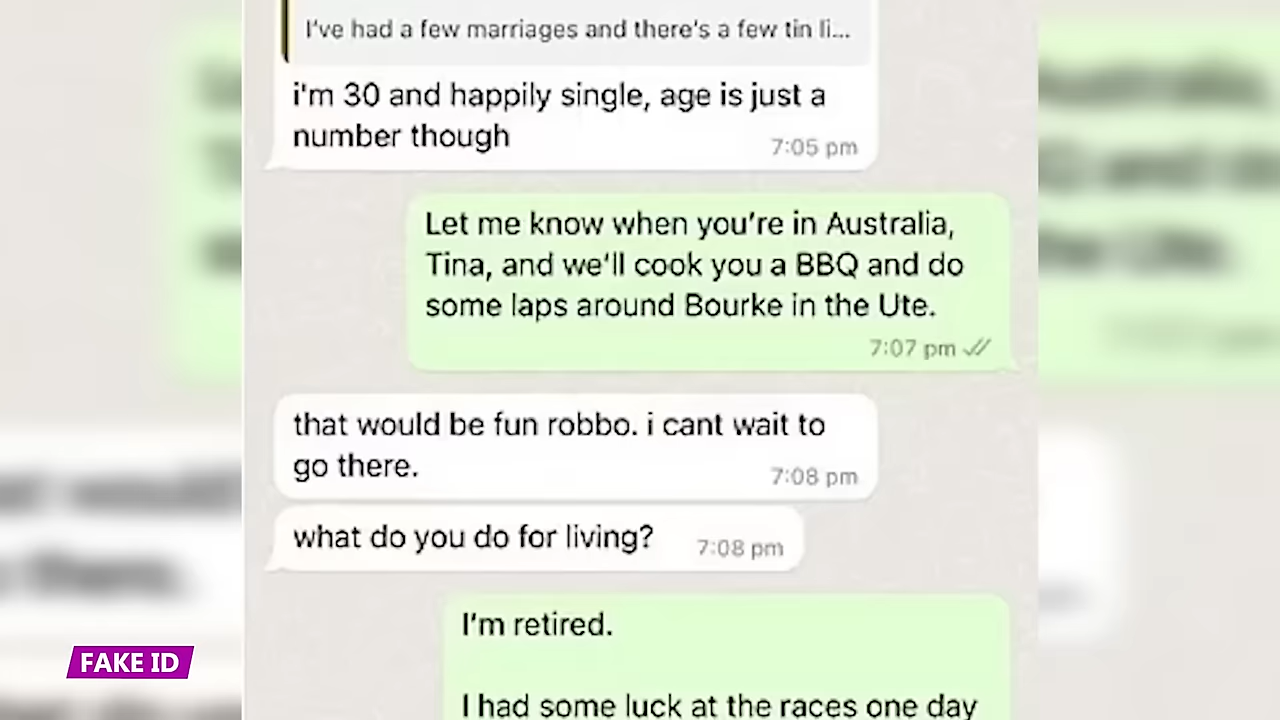 I've had a few marriages and there's a few tin li...
i'm 30 and happily single, age is just a
number though
7:05 pm
Let me know when you're in Australia,
Tina, and we'll cook you a BBQ and do
some laps around Bourke in the Ute.
7:07 pm
that would be fun robbo. i cant wait to
go there.
7:08 pm
what do you do for living?
7:08 pm
I'm retired.
I had some luck at the races one day
FAKE ID